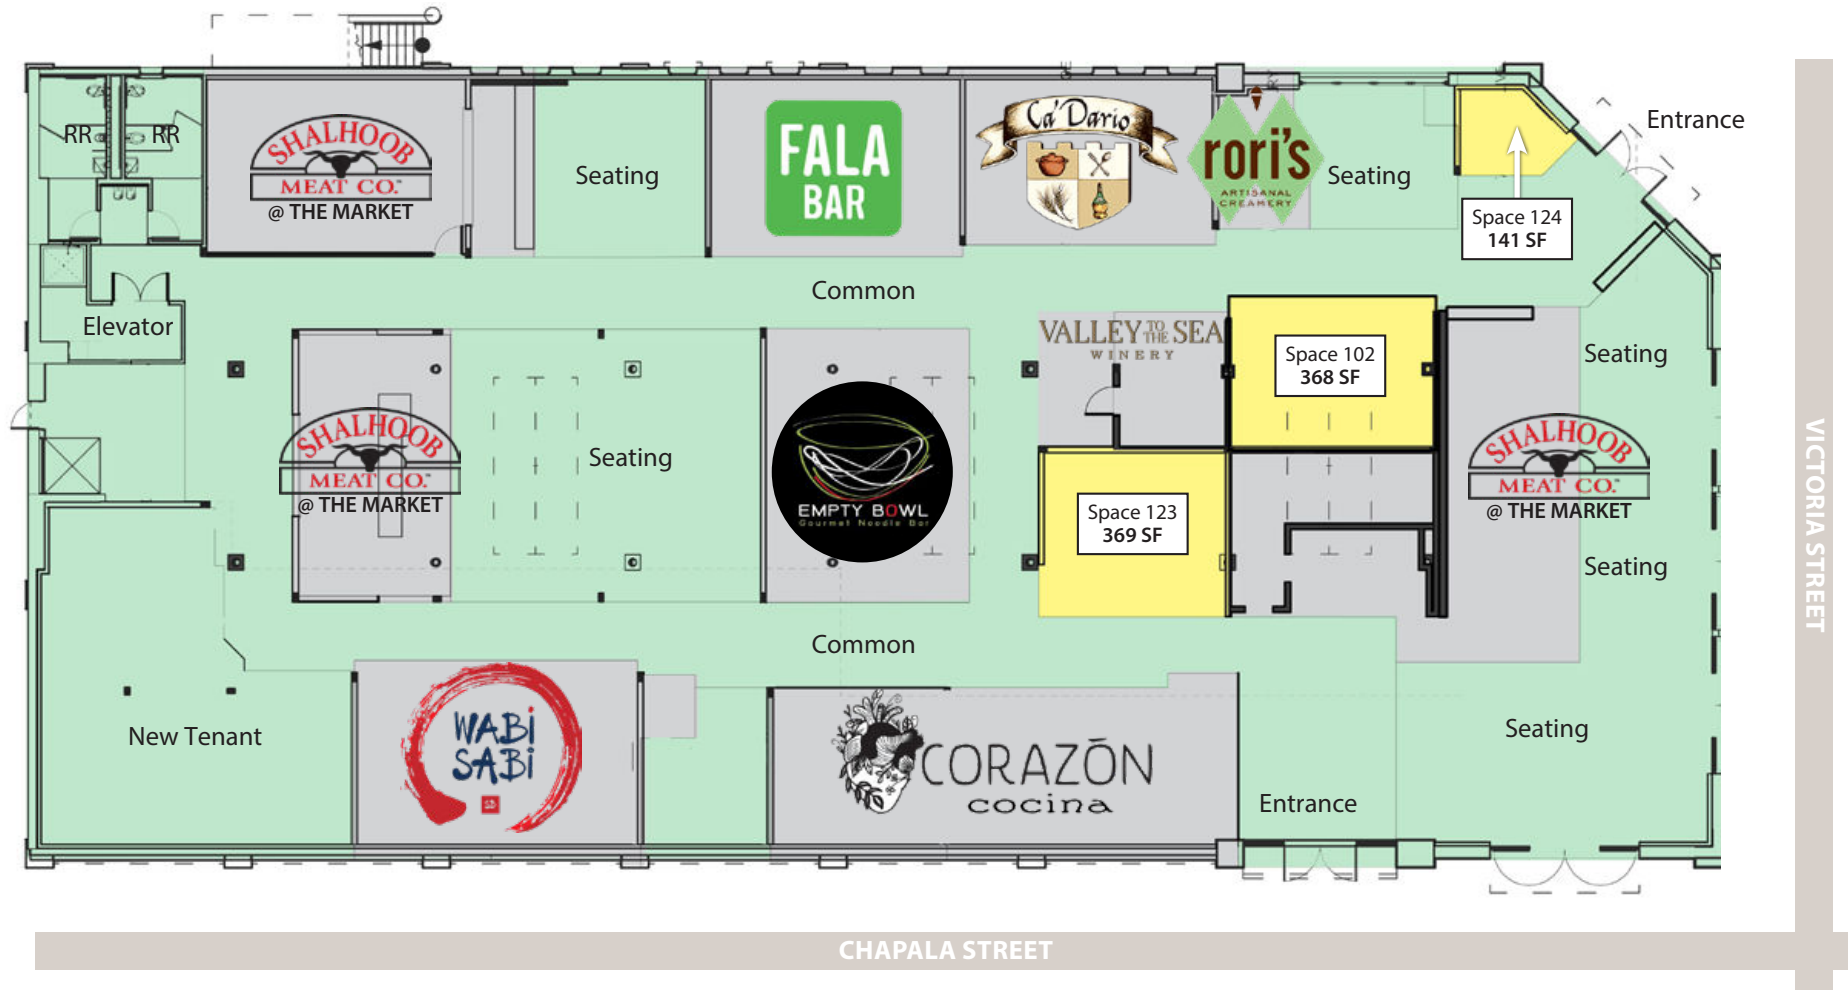 Entrance
RR
RR
SHALHOOB
MEAT CO.™
@ THE MARKET
Seating
FALA
BAR
Ca'Dario
rori's
ARTISANAL
CREAMERY
Seating
Space 124
141 SF
Common
Elevator
VALLEY TO THE SEA
WINERY
Space 102
368 SF
Seating
SHALHOOB
MEAT CO.™
@ THE MARKET
Seating
EMPTY BOWL
Gourmet Noodle Bar
Space 123
369 SF
SHALHOOB
MEAT CO.™
@ THE MARKET
Seating
Common
New Tenant
WABI
SABI
CORAZÓN
cocina
Entrance
Seating
VICTORIA STREET
CHAPALA STREET